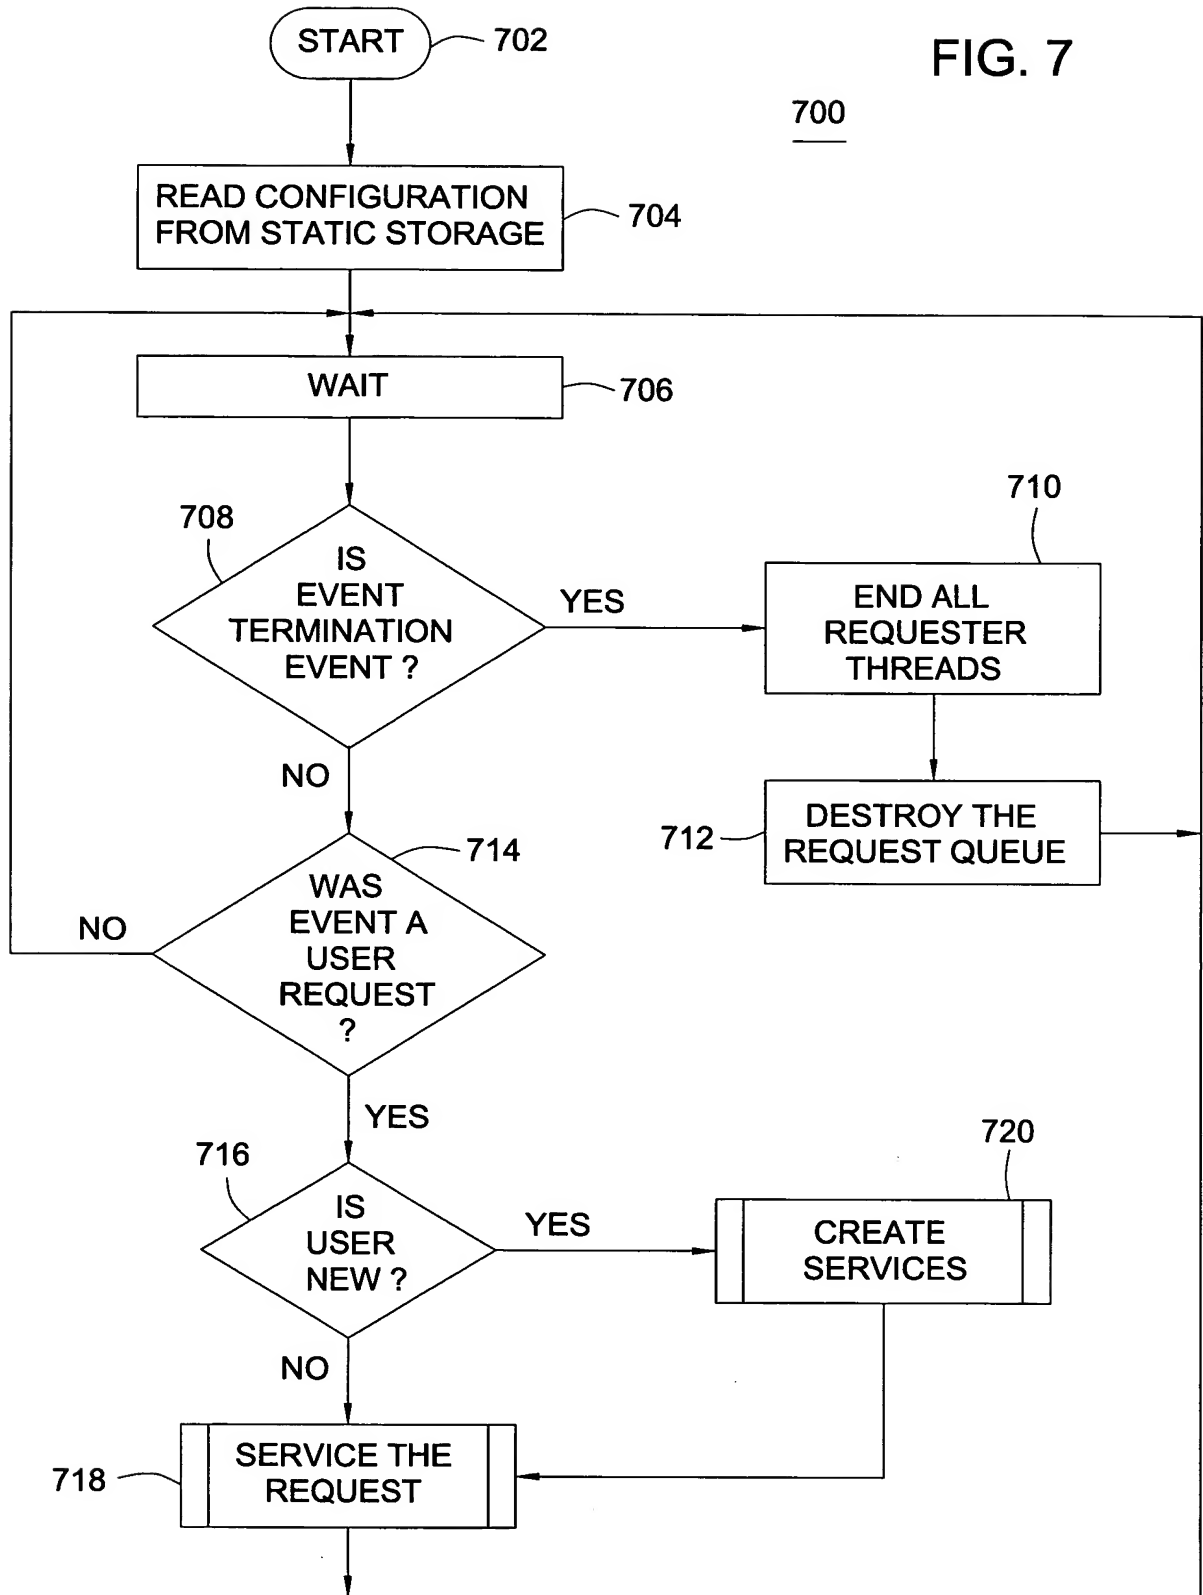 START
702
FIG. 7
700
READ CONFIGURATION
FROM STATIC STORAGE
704
WAIT
706
708
IS
EVENT
TERMINATION
EVENT ?
YES
710
END ALL
REQUESTER
THREADS
NO
712
DESTROY THE
REQUEST QUEUE
714
WAS
EVENT A
USER
REQUEST
?
NO
YES
716
IS
USER
NEW ?
YES
720
CREATE
SERVICES
NO
718
SERVICE THE
REQUEST